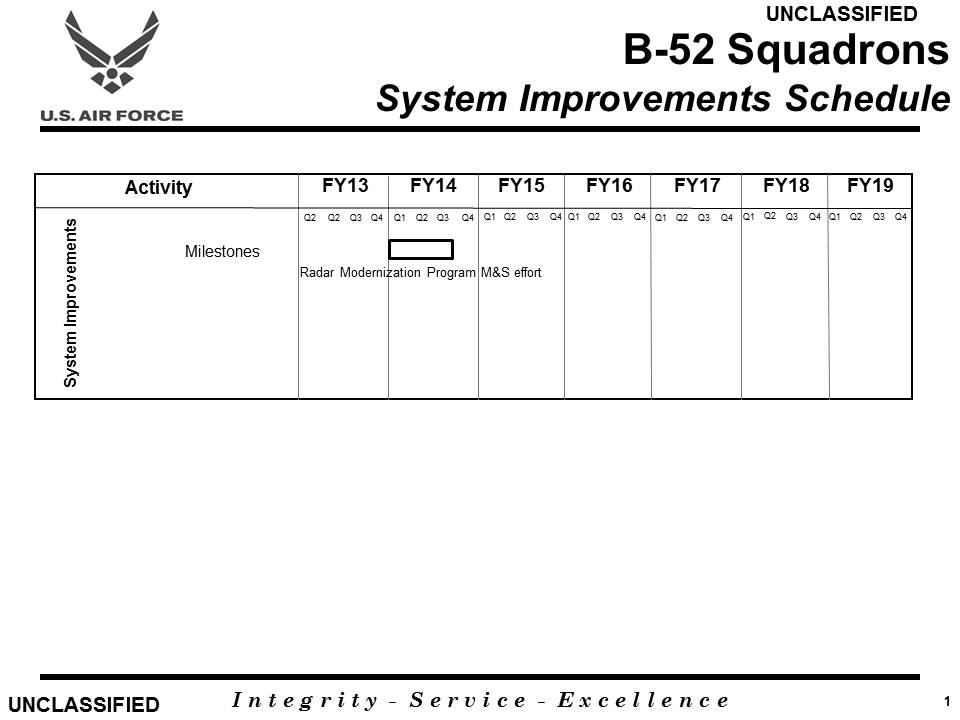 UNCLASSIFIED
B-52 Squadrons
System Improvements Schedule
U.S. AIR FORCE
Activity FY13 FY14 FY15 FY16 FY17 FY18 FY19
Q2 Q2 Q3 Q4 Q1 Q2 Q3 Q4 Q1 Q2 Q3 Q4 Q1 Q2 Q3 Q4 Q1 Q2 Q3 Q4 Q1 Q2 Q3 Q4 Q1 Q2 Q3 Q4
System Improvements
Milestones
Radar Modernization Program M&S effort
UNCLASSIFIED
Integrity - Service - Excellence
1